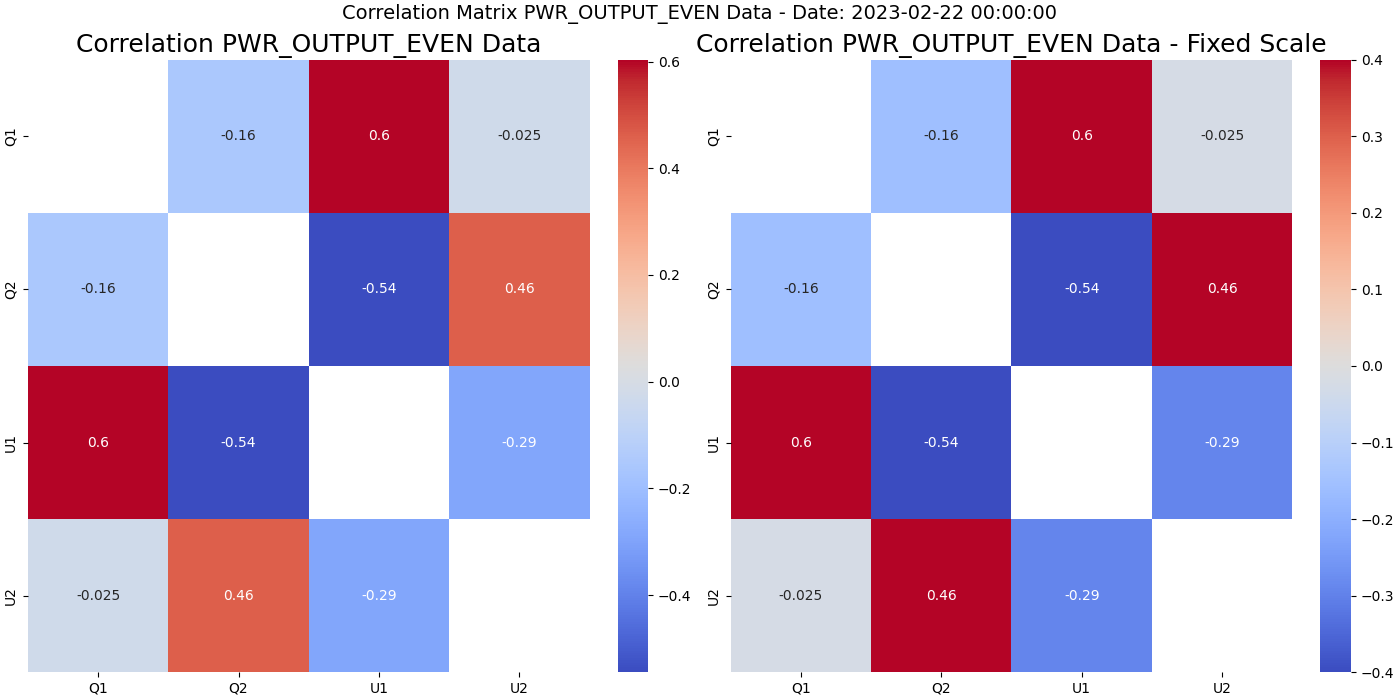 Correlation Matrix PWR_OUTPUT_EVEN Data - Date: 2023-02-22 00:00:00
Correlation PWR_OUTPUT_EVEN Data
Q1
-0.16
0.6
-0.025
Q2
-0.16
-0.54
0.46
U1
0.6
-0.54
-0.29
U2
-0.025
0.46
-0.29
Q1
Q2
U1
U2
0.6
0.4
0.2
0.0
−0.2
−0.4
Correlation PWR_OUTPUT_EVEN Data - Fixed Scale
Q1
-0.16
0.6
-0.025
Q2
-0.16
-0.54
0.46
U1
0.6
-0.54
-0.29
U2
-0.025
0.46
-0.29
Q1
Q2
U1
U2
0.4
0.3
0.2
0.1
0.0
−0.1
−0.2
−0.3
−0.4